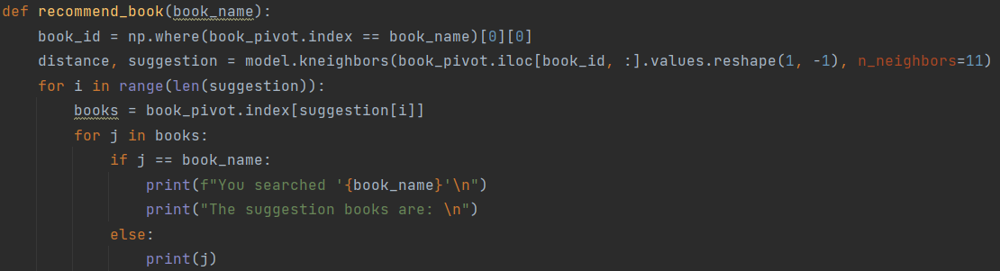 def recommend_book(book_name):
    book_id = np.where(book_pivot.index == book_name)[0][0]
    distance, suggestion = model.kneighbors(book_pivot.iloc[book_id, :].values.reshape(1, -1), n_neighbors=11)
    for i in range(len(suggestion)):
        books = book_pivot.index[suggestion[i]]
        for j in books:
            if j == book_name:
                print(f"You searched '{book_name}'\n")
                print("The suggestion books are: \n")
            else:
                print(j)